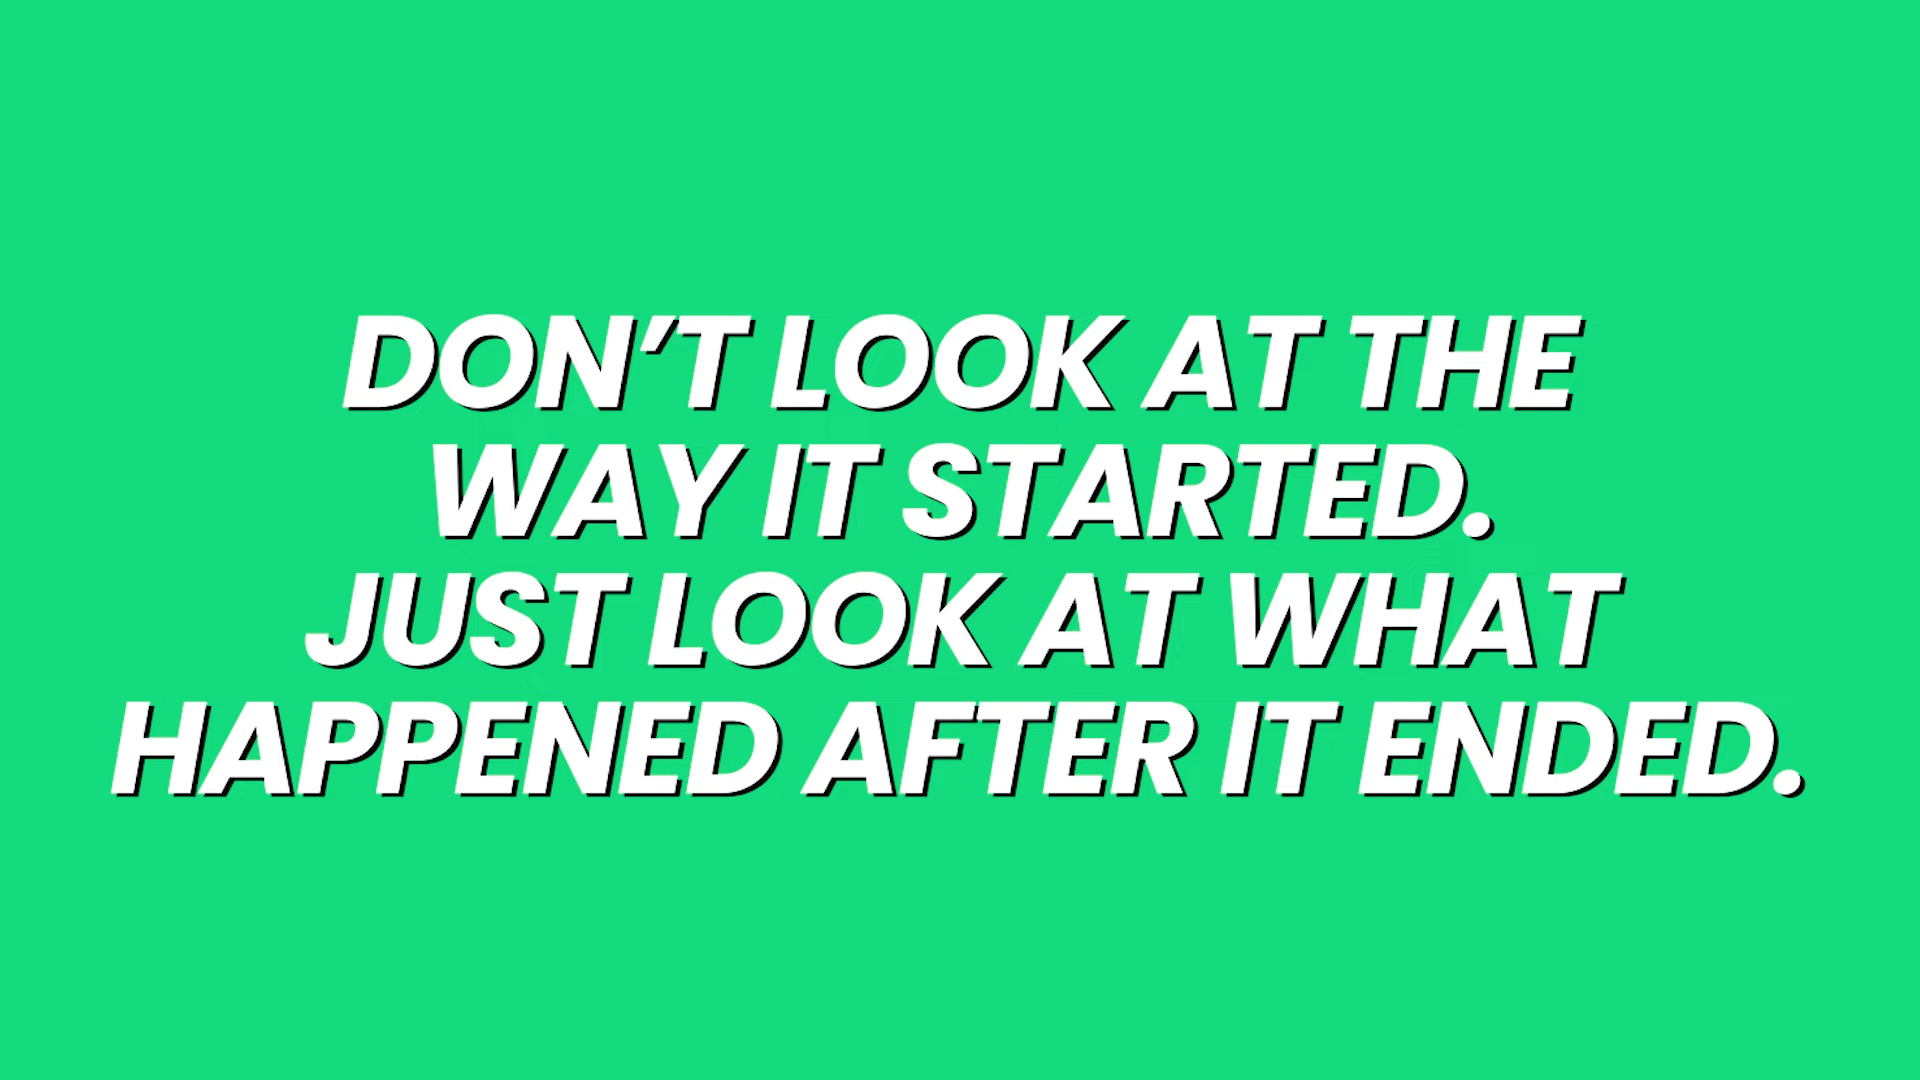 DON’T LOOK AT THE
WAY IT STARTED.
JUST LOOK AT WHAT
HAPPENED AFTER IT ENDED.